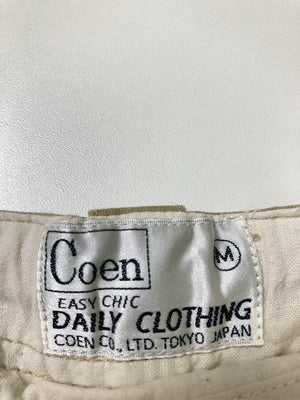 Coen M
EASY CHIC
DAILY CLOTHING
COEN CO., LTD. TOKYO JAPAN